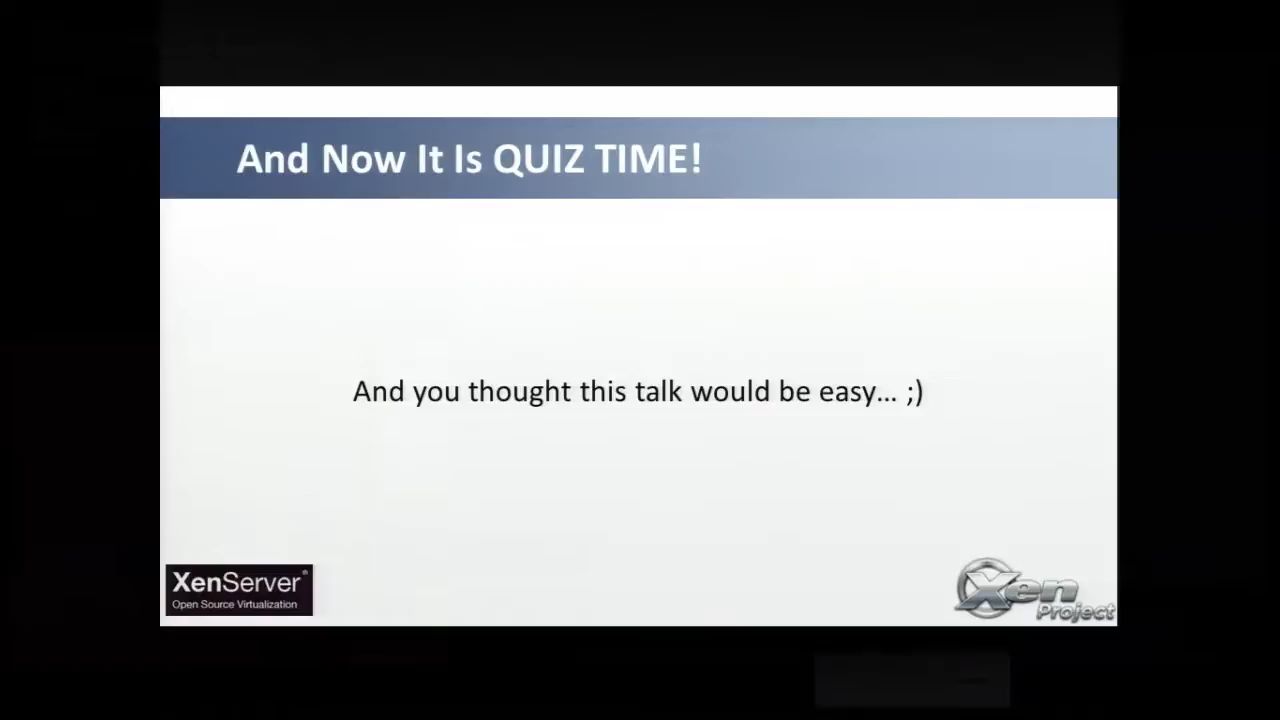 And Now It Is QUIZ TIME!
And you thought this talk would be easy... ;)
XenServer®
Open Source Virtualization
Xen
Project